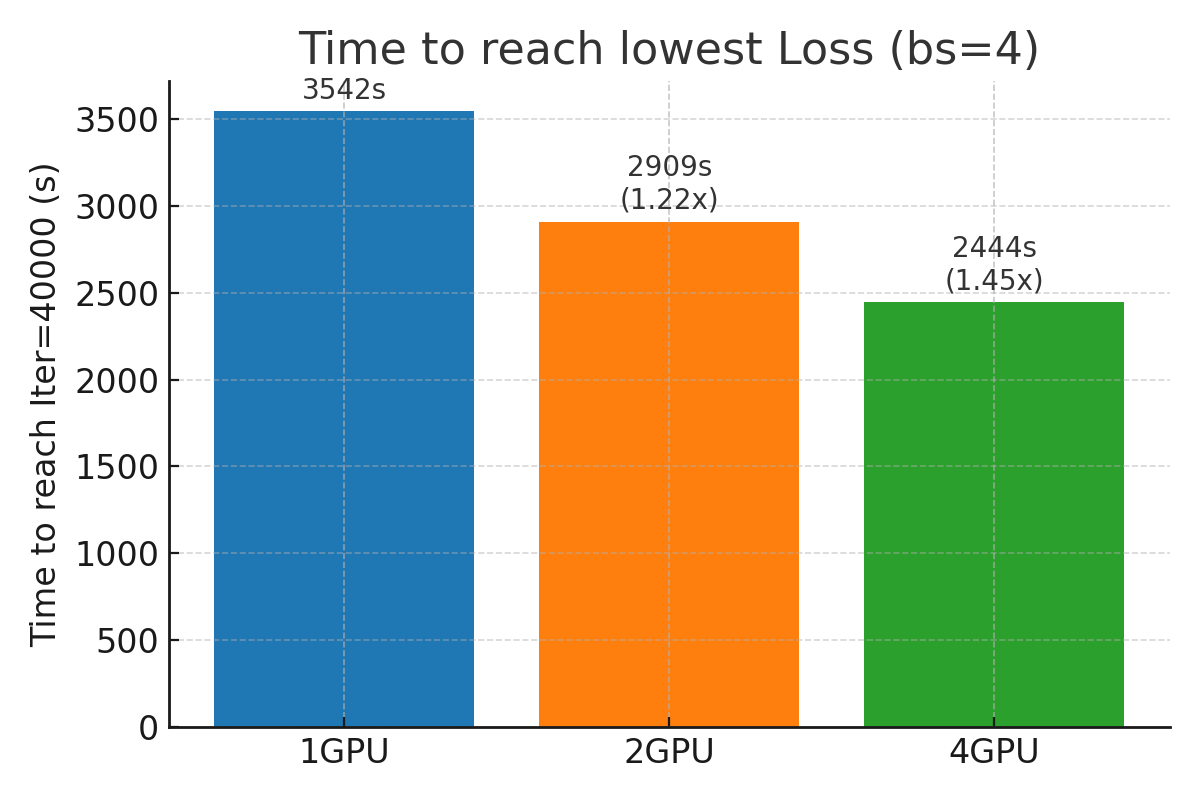 Time to reach lowest Loss (bs=4)
Time to reach Iter=40000 (s)
3500
3000
2500
2000
1500
1000
500
0
3542s
2909s
(1.22x)
2444s
(1.45x)
1GPU
2GPU
4GPU